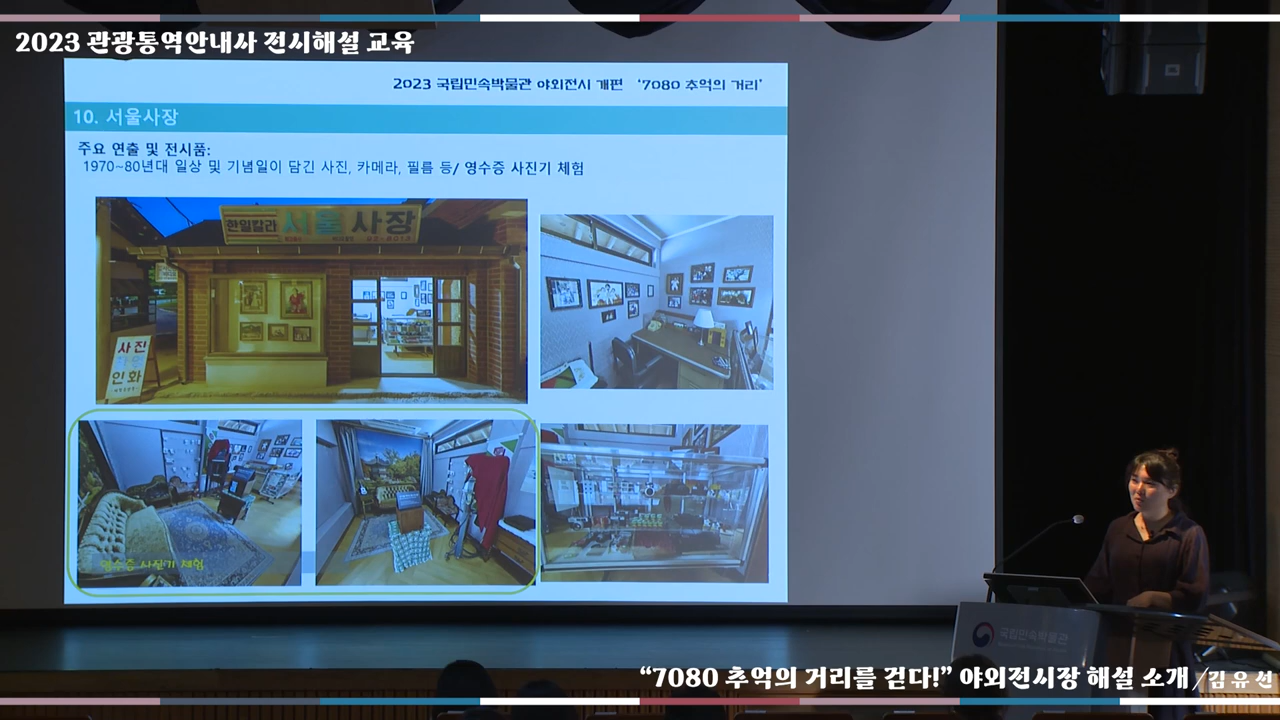 2023 관광통역안내사 전시해설 교육
2023 국립민속박물관 야외전시 개편 '7080 추억의 거리'
10. 서울사장
주요 연출 및 전시품:
1970~80년대 일상 및 기념일이 담긴 사진, 카메라, 필름 등/ 영수증 사진기 체험
한일칼라 서울사장
사진
인화
영수증 사진기 체험
국립민속박물관
“7080 추억의 거리를 걷다!” 야외전시장 해설 소개 /김유선